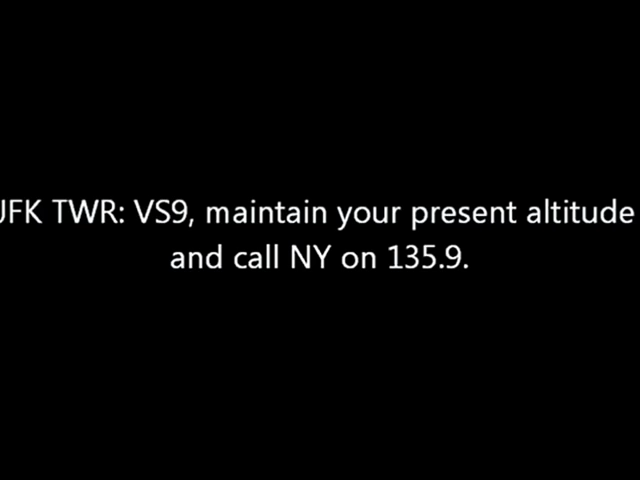 JFK TWR: VS9, maintain your present altitude
and call NY on 135.9.